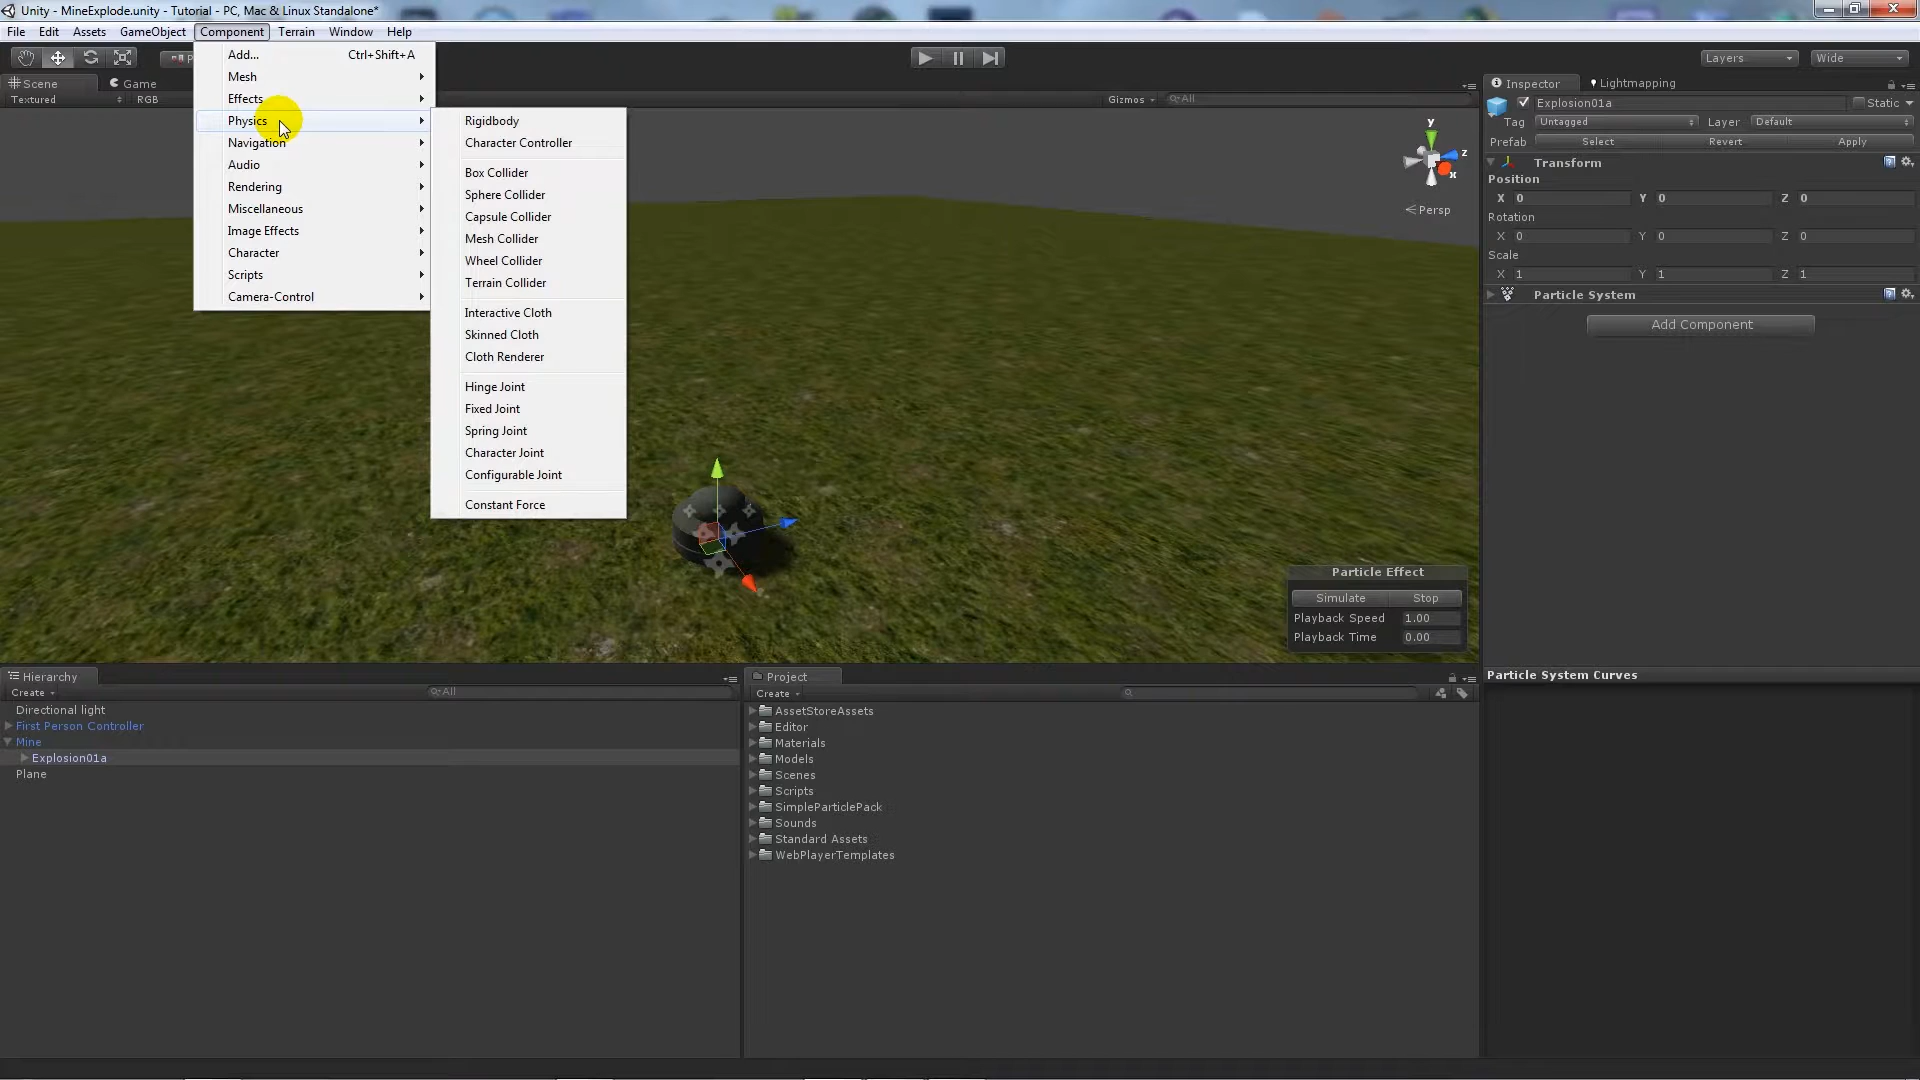 Unity - MineExplode.unity - Tutorial - PC, Mac & Linux Standalone*
File Edit Assets GameObject Component Terrain Window Help
Layers Wide
Scene Game
Textured RGB Gizmos All
Add... Ctrl+Shift+A
Mesh
Effects
Physics
Navigation
Audio
Rendering
Miscellaneous
Image Effects
Character
Scripts
Camera-Control
Rigidbody
Character Controller
Box Collider
Sphere Collider
Capsule Collider
Mesh Collider
Wheel Collider
Terrain Collider
Interactive Cloth
Skinned Cloth
Cloth Renderer
Hinge Joint
Fixed Joint
Spring Joint
Character Joint
Configurable Joint
Constant Force
y
z
x
Persp
Particle Effect
Simulate Stop
Playback Speed 1.00
Playback Time 0.00
Inspector Lightmapping
Explosion01a Static
Tag Untagged Layer Default
Prefab Select Revert Apply
Transform
Position
X 0 Y 0 Z 0
Rotation
X 0 Y 0 Z 0
Scale
X 1 Y 1 Z 1
Particle System
Add Component
Particle System Curves
Hierarchy
Create All
Directional light
First Person Controller
Mine
Explosion01a
Plane
Project
Create
AssetStoreAssets
Editor
Materials
Models
Scenes
Scripts
SimpleParticlePack
Sounds
Standard Assets
WebPlayerTemplates